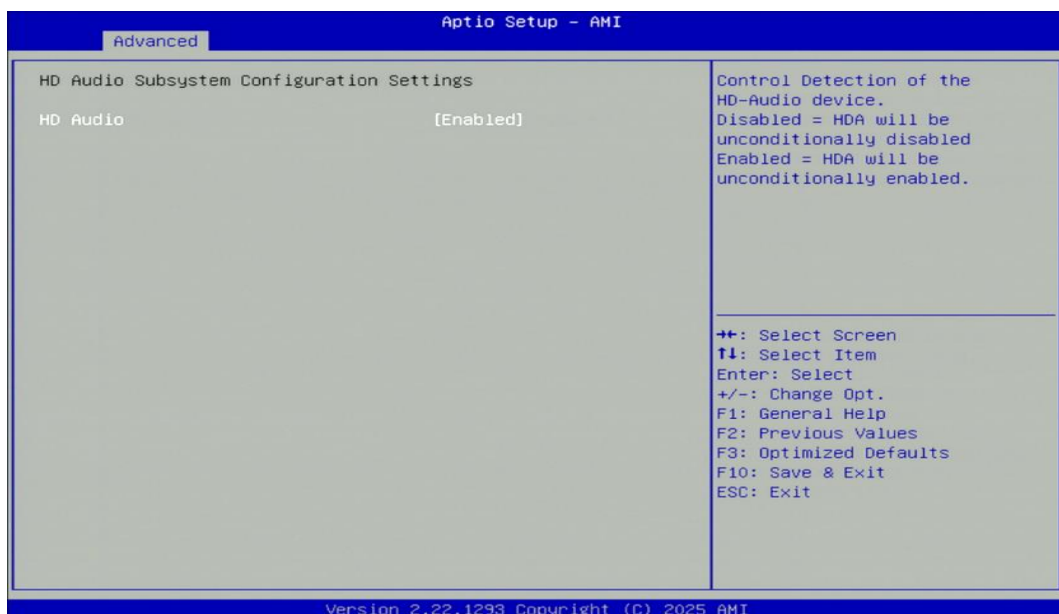 Aptio Setup – AMI
Advanced
HD Audio Subsystem Configuration Settings
HD Audio [Enabled]
Control Detection of the
HD-Audio device.
Disabled = HDA will be
unconditionally disabled
Enabled = HDA will be
unconditionally enabled.
→←: Select Screen
↑↓: Select Item
Enter: Select
+/-: Change Opt.
F1: General Help
F2: Previous Values
F3: Optimized Defaults
F10: Save & Exit
ESC: Exit
Version 2.22.1293 Copyright (C) 2025 AMI